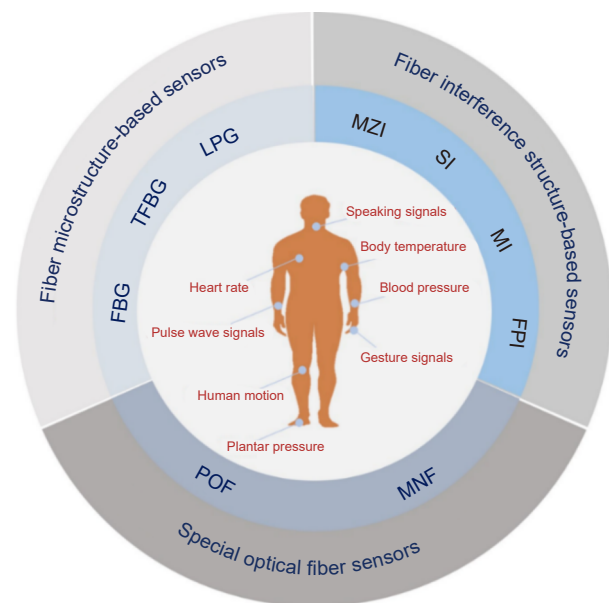 Fiber microstructure-based sensors
Fiber interference structure-based sensors
LPG
TFBG
FBG
MZI
SI
MI
FPI
Speaking signals
Body temperature
Heart rate
Blood pressure
Pulse wave signals
Gesture signals
Human motion
Plantar pressure
POF
MNF
Special optical fiber sensors